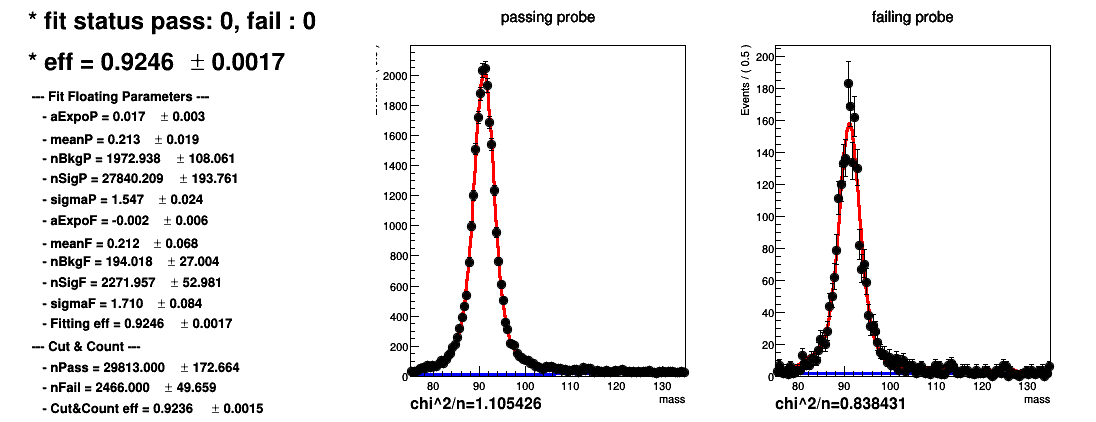 * fit status pass: 0, fail : 0
* eff = 0.9246 ± 0.0017
--- Fit Floating Parameters ---
- aExpoP = 0.017 ± 0.003
- meanP = 0.213 ± 0.019
- nBkgP = 1972.938 ± 108.061
- nSigP = 27840.209 ± 193.761
- sigmaP = 1.547 ± 0.024
- aExpoF = -0.002 ± 0.006
- meanF = 0.212 ± 0.068
- nBkgF = 194.018 ± 27.004
- nSigF = 2271.957 ± 52.981
- sigmaF = 1.710 ± 0.084
- Fitting eff = 0.9246 ± 0.0017
--- Cut & Count ---
- nPass = 29813.000 ± 172.664
- nFail = 2466.000 ± 49.659
- Cut&Count eff = 0.9236 ± 0.0015
passing probe
2000
1800
1600
1400
1200
1000
800
600
400
200
0
80 90 100 110 120 130
mass
chi^2/n=1.105426
failing probe
Events / ( 0.5 )
200
180
160
140
120
100
80
60
40
20
0
80 90 100 110 120 130
mass
chi^2/n=0.838431